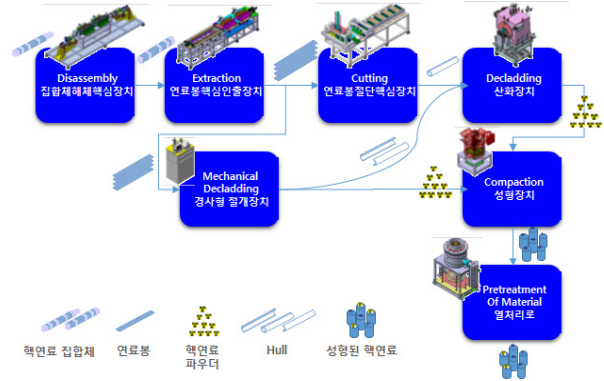 Disassembly
집합체해체핵심장치
Extraction
연료봉핵심인출장치
Cutting
연료봉절단핵심장치
Decladding
산화장치
Mechanical
Decladding
경사형 절개장치
Compaction
성형장치
Pretreatment
Of Material
열처리로
핵연료 집합체
연료봉
핵연료
파우더
Hull
성형된 핵연료